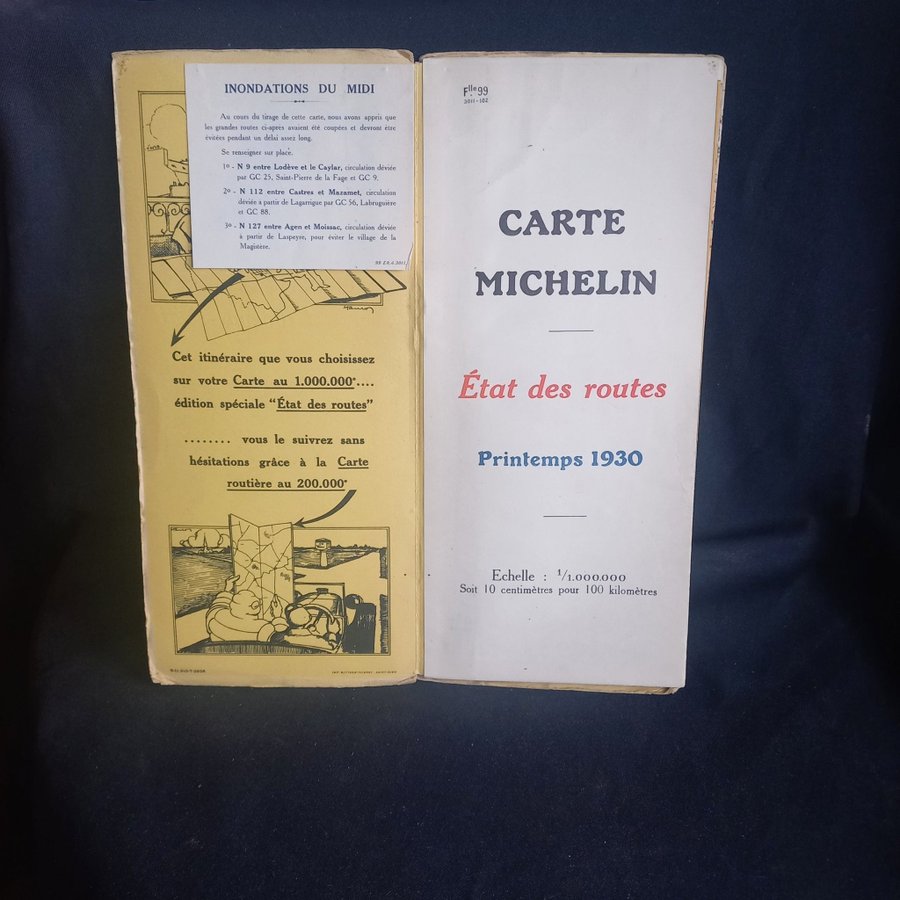 INONDATIONS DU MIDI
Au cours du tirage de cette carte, nous avons appris que
les grandes routes ci-apres avaient été coupées et devront être
évitées pendant un délai assez long.
Se renseigner sur place.
1º - N 9 entre Lodève et le Caylar, circulation déviée
par GC 25, Saint-Pierre de la Fage et GC 9.
2º - N 112 entre Castres et Mazamet, circulation
déviée à partir de Lagarrigue par GC 56, Labruguière
et GC 88.
3º - N 127 entre Agen et Moissac, circulation déviée
à partir de Laspeyre, pour éviter le village de la
Magistère.
Cet itinéraire que vous choisissez
sur votre Carte au 1.000.000e....
édition spéciale "État des routes"
........ vous le suivrez sans
hésitations grâce à la Carte
routière au 200.000e
Flle 99
3011-102
CARTE
MICHELIN
État des routes
Printemps 1930
Echelle : 1/1.000.000
Soit 10 centimètres pour 100 kilomètres